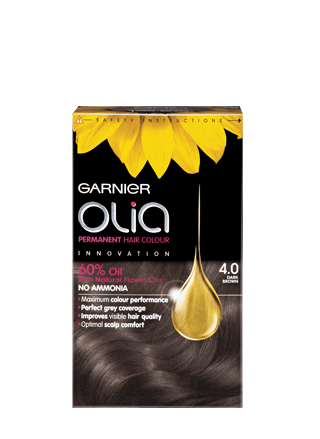 SAFETY INSTRUCTIONS
GARNIER
OLIA
PERMANENT HAIR COLOUR
INNOVATION
4.0
DARK
BROWN
60% Oil
With Natural Flower Oils
NO AMMONIA
• Maximum colour performance
• Perfect grey coverage
• Improves visible hair quality
• Optimal scalp comfort